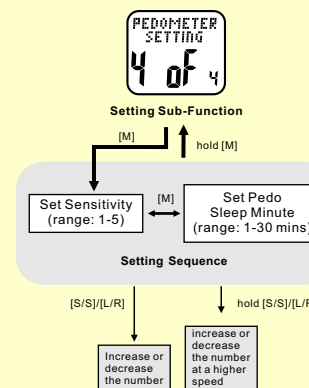 PEDOMETER
SETTING
4 oF 4
Setting Sub-Function
[M]
hold [M]
Set Sensitivity
(range: 1-5)
[M]
Set Pedo
Sleep Minute
(range: 1-30 mins)
Setting Sequence
[S/S]/[L/R]
hold [S/S]/[L/R
Increase or
decrease
the number
increase or
decrease
the number
at a higher
speed